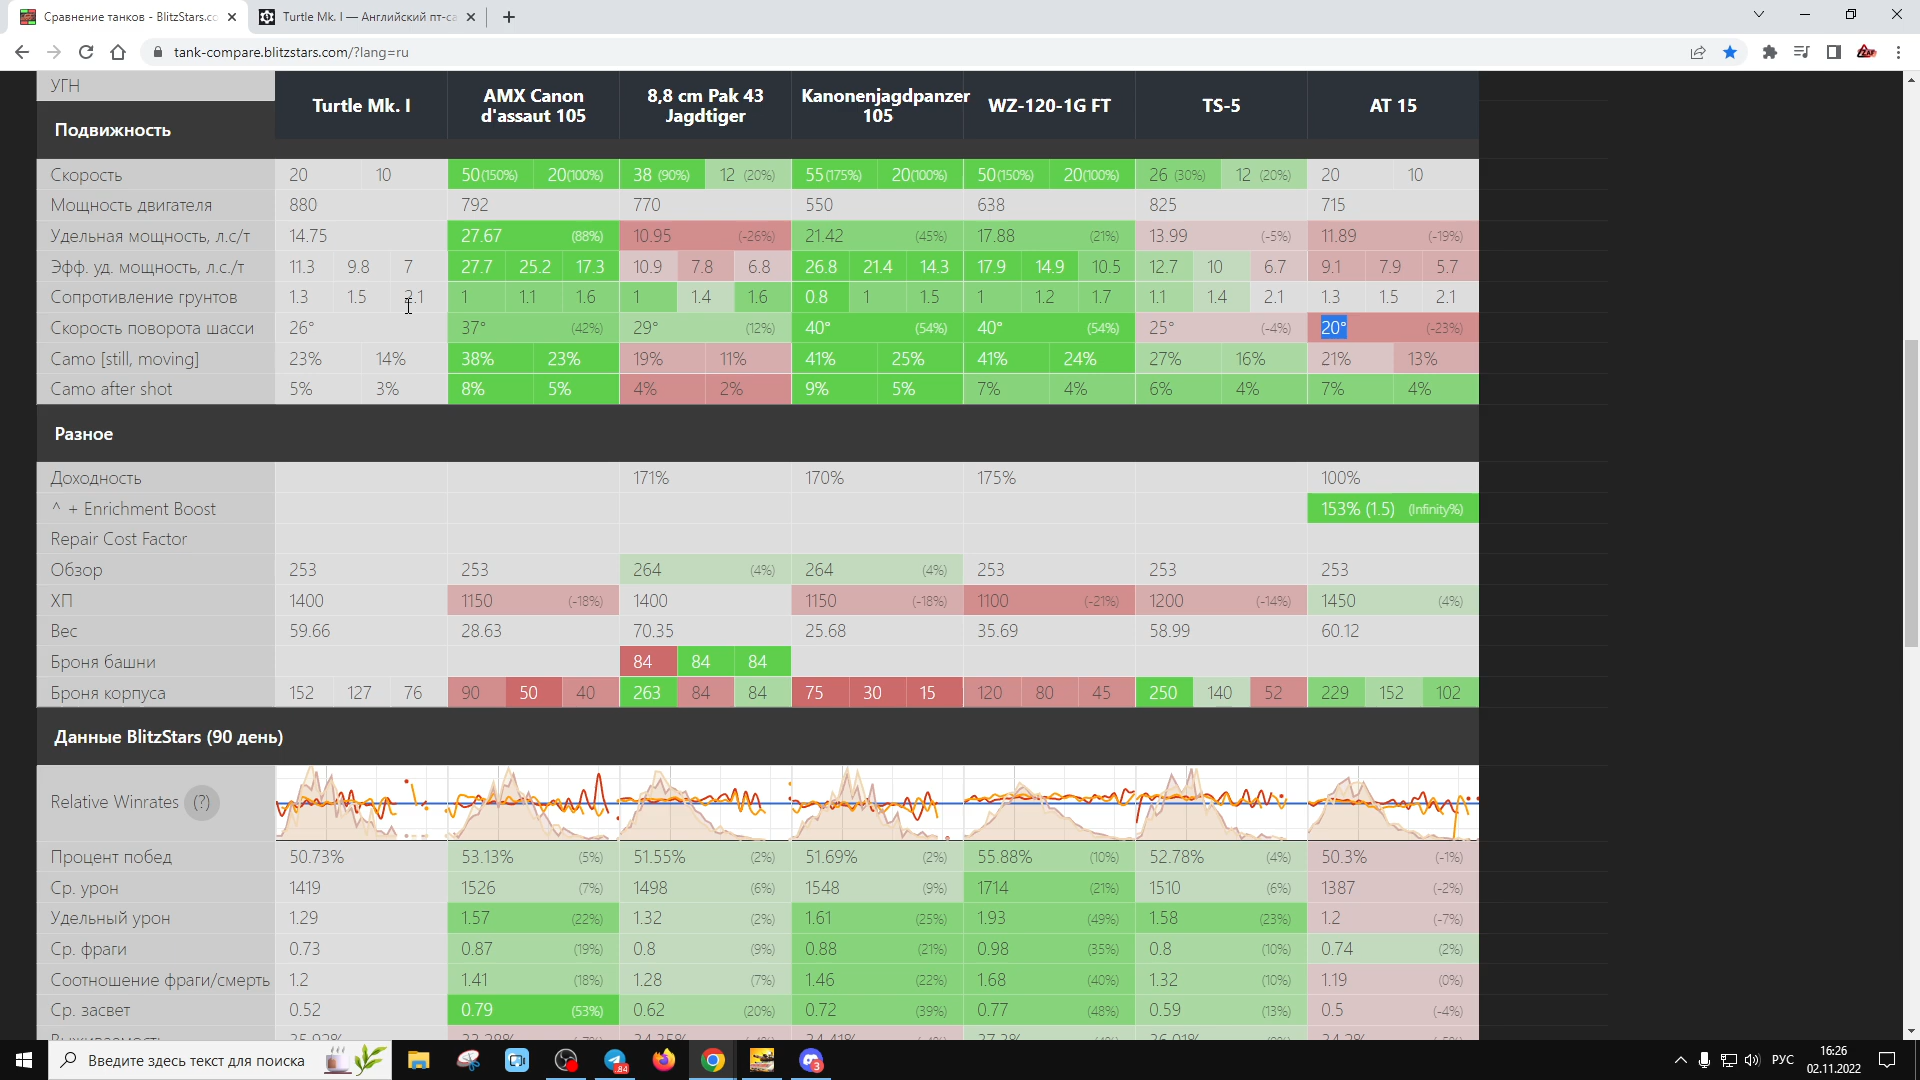 Сравнение танков - BlitzStars.co
Turtle Mk. I — Английский пт-са
tank-compare.blitzstars.com/?lang=ru
УГН
Turtle Mk. I
AMX Canon d'assaut 105
8,8 cm Pak 43 Jagdtiger
Kanonenjagdpanzer 105
WZ-120-1G FT
TS-5
AT 15
Подвижность
Скорость 20 10 50(150%) 20(100%) 38 (90%) 12 (20%) 55(175%) 20(100%) 50(150%) 20(100%) 26 (30%) 12 (20%) 20 10
Мощность двигателя 880 792 770 550 638 825 715
Удельная мощность, л.с/т 14.75 27.67 (88%) 10.95 (-26%) 21.42 (45%) 17.88 (21%) 13.99 (-5%) 11.89 (-19%)
Эфф. уд. мощность, л.с./т 11.3 9.8 7 27.7 25.2 17.3 10.9 7.8 6.8 26.8 21.4 14.3 17.9 14.9 10.5 12.7 10 6.7 9.1 7.9 5.7
Сопротивление грунтов 1.3 1.5 2.1 1 1.1 1.6 1 1.4 1.6 0.8 1 1.5 1 1.2 1.7 1.1 1.4 2.1 1.3 1.5 2.1
Скорость поворота шасси 26° 37° (42%) 29° (12%) 40° (54%) 40° (54%) 25° (-4%) 20° (-23%)
Camo [still, moving] 23% 14% 38% 23% 19% 11% 41% 25% 41% 24% 27% 16% 21% 13%
Camo after shot 5% 3% 8% 5% 4% 2% 9% 5% 7% 4% 6% 4% 7% 4%
Разное
Доходность 171% 170% 175% 100%
^ + Enrichment Boost 153% (1.5) (Infinity%)
Repair Cost Factor
Обзор 253 253 264 (4%) 264 (4%) 253 253 253
ХП 1400 1150 (-18%) 1400 1150 (-18%) 1100 (-21%) 1200 (-14%) 1450 (4%)
Вес 59.66 28.63 70.35 25.68 35.69 58.99 60.12
Броня башни 84 84 84
Броня корпуса 152 127 76 90 50 40 263 84 84 75 30 15 120 80 45 250 140 52 229 152 102
Данные BlitzStars (90 день)
Relative Winrates (?)
Процент побед 50.73% 53.13% (5%) 51.55% (2%) 51.69% (2%) 55.88% (10%) 52.78% (4%) 50.3% (-1%)
Ср. урон 1419 1526 (7%) 1498 (6%) 1548 (9%) 1714 (21%) 1510 (6%) 1387 (-2%)
Удельный урон 1.29 1.57 (22%) 1.32 (2%) 1.61 (25%) 1.93 (49%) 1.58 (23%) 1.2 (-7%)
Ср. фраги 0.73 0.87 (19%) 0.8 (9%) 0.88 (21%) 0.98 (35%) 0.8 (10%) 0.74 (2%)
Соотношение фраги/смерть 1.2 1.41 (18%) 1.28 (7%) 1.46 (22%) 1.68 (40%) 1.32 (10%) 1.19 (0%)
Ср. засвет 0.52 0.79 (53%) 0.62 (20%) 0.72 (39%) 0.77 (48%) 0.59 (13%) 0.5 (-4%)
Введите здесь текст для поиска
84
3
РУС
16:26
02.11.2022